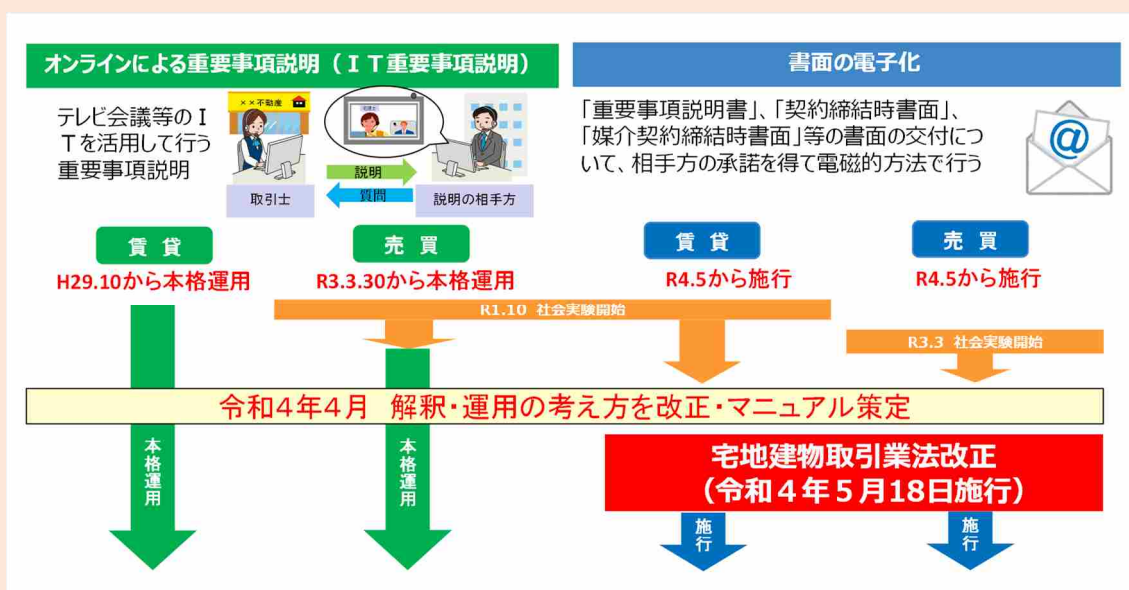 オンラインによる重要事項説明（ＩＴ重要事項説明）
テレビ会議等のＩ
Ｔを活用して行う
重要事項説明
××不動産
説明
質問
取引士
説明の相手方
書面の電子化
「重要事項説明書」、「契約締結時書面」、
「媒介契約締結時書面」等の書面の交付につ
いて、相手方の承諾を得て電磁的方法で行う
@
賃 貸
H29.10から本格運用
売 買
R3.3.30から本格運用
賃 貸
R4.5から施行
売 買
R4.5から施行
R1.10 社会実験開始
R3.3 社会実験開始
令和４年４月 解釈・運用の考え方を改正・マニュアル策定
本格運用
本格運用
宅地建物取引業法改正
（令和４年５月18日施行）
施行
施行